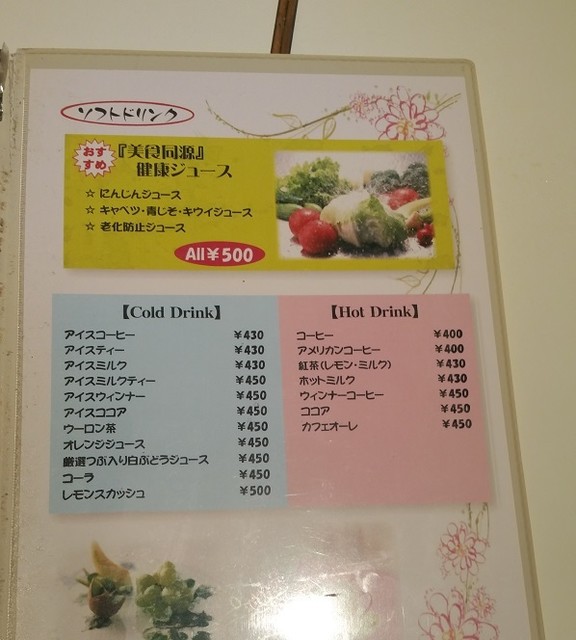 ソフトドリンク
おすすめ
『美食同源』
健康ジュース
☆ にんじんジュース
☆ キャベツ・青じそ・キウイジュース
☆ 老化防止ジュース
All¥500
【Cold Drink】
アイスコーヒー ¥430
アイスティー ¥430
アイスミルク ¥430
アイスミルクティー ¥450
アイスウィンナー ¥450
アイスココア ¥450
ウーロン茶 ¥450
オレンジジュース ¥450
厳選つぶ入り白ぶどうジュース ¥450
コーラ ¥450
レモンスカッシュ ¥500
【Hot Drink】
コーヒー ¥400
アメリカンコーヒー ¥400
紅茶(レモン・ミルク) ¥430
ホットミルク ¥430
ウィンナーコーヒー ¥450
ココア ¥450
カフェオーレ ¥450